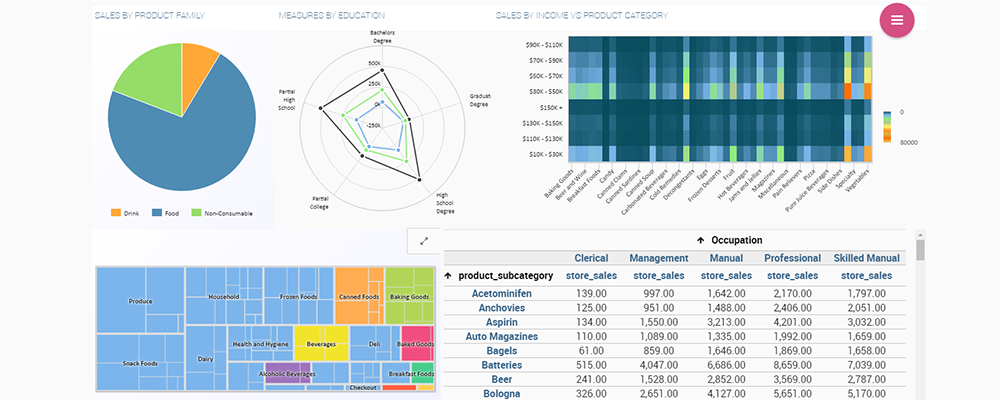 SALES BY PRODUCT FAMILY
MEASURES BY EDUCATION
SALES BY INCOME VS PRODUCT CATEGORY
Drink
Food
Non-Consumable
Bachelors
Degree
Graduat
Degree
High
School
Degree
Partial
College
Partial
High
School
500k
250k
0k
-250k
$90K - $110K
$70K - $90K
$50K - $70K
$30K - $50K
$150K +
$130K - $150K
$110K - $130K
$10K - $30K
Baking Goods
Beer and Wine
Breakfast Foods
Candy
Canned Clams
Canned Sardines
Canned Soup
Carbonated Beverages
Cold Remedies
Decongestants
Eggs
Frozen Desserts
Fruit
Hot Beverages
Jams and Jellies
Magazines
Miscellaneous
Pain Relievers
Pizza
Pure Juice Beverages
Side Dishes
Specialty
Vegetables
0
80000
Produce
Household
Frozen Foods
Canned Foods
Baking Goods
Snack Foods
Dairy
Health and Hygiene
Beverages
Deli
Baked Goods
Alcoholic Beverages
Breakfast Foods
Checkout
Occupation
Clerical Management Manual Professional Skilled Manual
product_subcategory store_sales store_sales store_sales store_sales store_sales
Acetominifen 139.00 997.00 1,642.00 2,170.00 1,797.00
Anchovies 125.00 951.00 1,488.00 2,406.00 2,051.00
Aspirin 134.00 1,550.00 3,213.00 4,201.00 3,032.00
Auto Magazines 110.00 1,089.00 1,335.00 1,992.00 1,659.00
Bagels 61.00 859.00 1,646.00 1,869.00 1,658.00
Batteries 515.00 4,047.00 6,686.00 8,659.00 7,039.00
Beer 241.00 1,528.00 2,852.00 3,569.00 2,787.00
Bologna 326.00 2,651.00 4,127.00 5,651.00 5,170.00